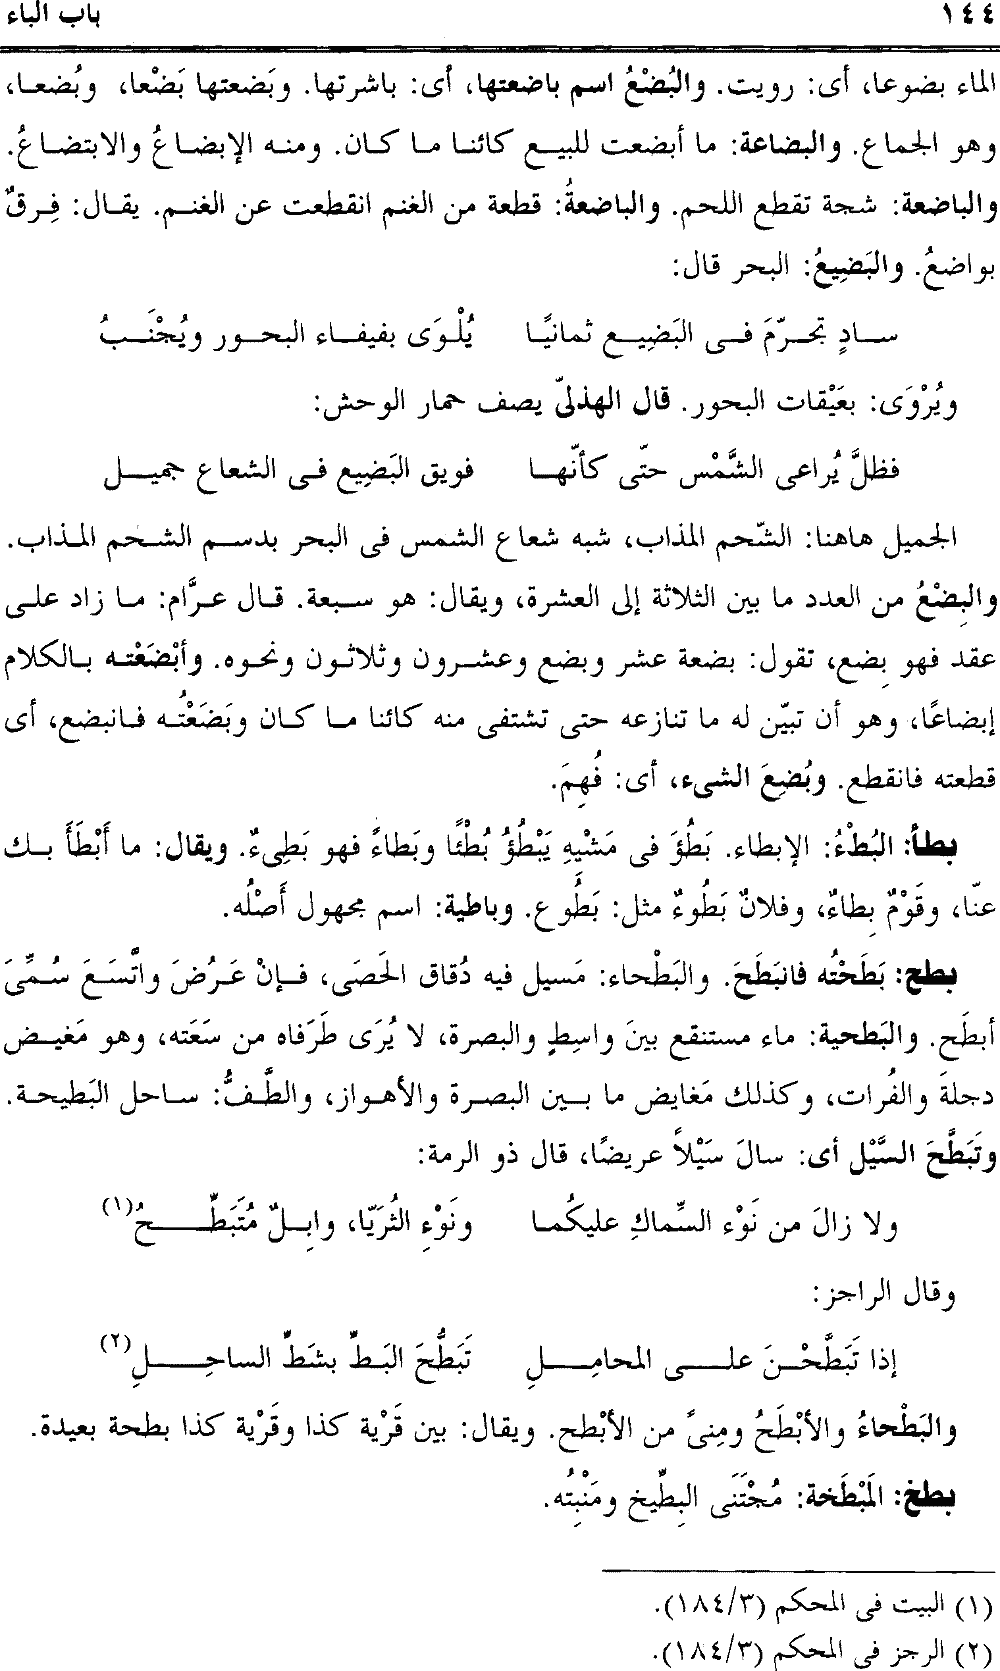 ١٤٤ باب الباء
الماء بضوعا، أى: رويت. والبُضْعُ اسم باضعتها، أى: باشرتها. وبَضعتها بَضْعا، وبُضعا،
وهو الجماع. والبضاعة: ما أبضعت للبيع كائنا ما كان. ومنه الإبضاعُ والابتضاعُ.
والباضعة: شجة تقطع اللحم. والباضعةُ: قطعة من الغنم انقطعت عن الغنم. يقال: فِرقٌ
بواضعُ. والبَضِيعُ: البحر قال:
سادٍ تجرّمَ فى البَضِيع ثمانيًا يُلْوَى بفيفاء البحور ويُجْنَبُ
ويُرْوَى: بعَيْقات البحور. قال الهذلىّ يصف حمار الوحش:
فظلَّ يُراعى الشَّمْس حتّى كأنّها فويق البَضِيع فى الشعاع جميل
الجميل هاهنا: الشّحم المذاب، شبه شعاع الشمس فى البحر بدسم الشحم المذاب.
والبِضْعُ من العدد ما بين الثلاثة إلى العشرة، ويقال: هو سبعة. قال عرَّام: ما زاد على
عقد فهو بِضع، تقول: بضعة عشر وبضع وعشرون وثلاثون ونحوه. وأبْضَعْته بالكلام
إبضاعًا، وهو أن تبيّن له ما تنازعه حتى تشتفى منه كائنا ما كان وبَضَعْتُه فانبضع، أى
قطعته فانقطع. وبُضِعَ الشىء، أى: فُهِمَ.
بطأ: البُطْءُ: الإبطاء. بَطُؤَ فى مَشْيِهِ يَبْطُؤُ بُطْئًا وبَطاءً فهو بَطِىءٌ. ويقال: ما أَبْطَأَ بك
عنّا، وقَوْمٌ بِطاءٌ، وفلانٌ بَطُوءٌ مثل: بَطُوع. وباطية: اسم مجهول أَصْلُه.
بطح: بَطَحْتُه فانبَطَحَ. والبَطْحاء: مَسيل فيه دُقاق الحَصَى، فإنْ عَرُضَ واتَّسَعَ سُمِّىَ
أبطَح. والبَطحية: ماء مستنقع بينَ واسِطٍ والبصرة، لا يُرَى طَرَفاه من سَعَته، وهو مَغيض
دجلةَ والفُرات، وكذلك مَغايض ما بين البصرة والأهواز، والطَّفُّ: ساحل البَطيحة.
وتَبَطَّحَ السَّيْل أى: سالَ سَيْلاً عريضًا، قال ذو الرمة:
ولا زالَ من نَوْء السِّماكِ عليكُما ونَوْءِ الثُرَيّا، وابِلٌ مُتَبَطِّحُ(١)
وقال الراجز:
إذا تَبَطَّحْنَ على المحامِلِ تَبَطُّحَ البَطِّ بشَطِّ الساحِلِ(٢)
والبَطْحاءُ والأبْطَحُ ومِنىً من الأبْطح. ويقال: بين قَرْية كذا وقَرْية كذا بطحة بعيدة.
بطخ: المَبْطَخة: مُجْتَنَى البِطِّيخ ومَنْبِتُه.
(١) البيت فى المحكم (١٨٤/٣).
(٢) الرجز فى المحكم (١٨٤/٣).